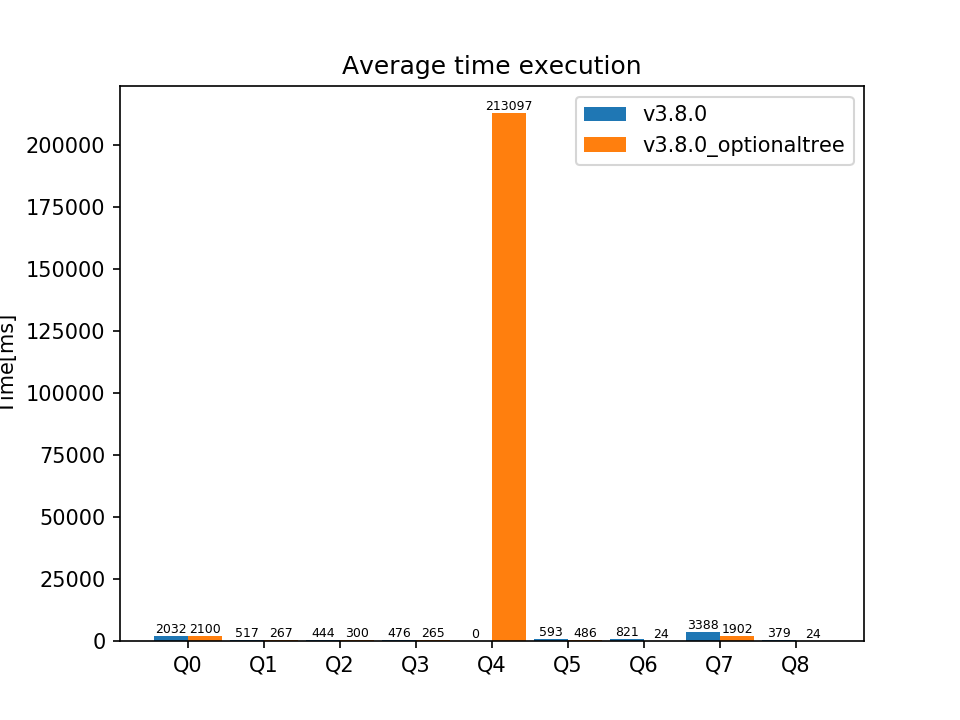 Average time execution
v3.8.0
v3.8.0_optionaltree
Time[ms]
200000
175000
150000
125000
100000
75000
50000
25000
0
213097
2032 2100 517 267 444 300 476 265 0 593 486 821 24 3388 1902 379 24
Q0 Q1 Q2 Q3 Q4 Q5 Q6 Q7 Q8